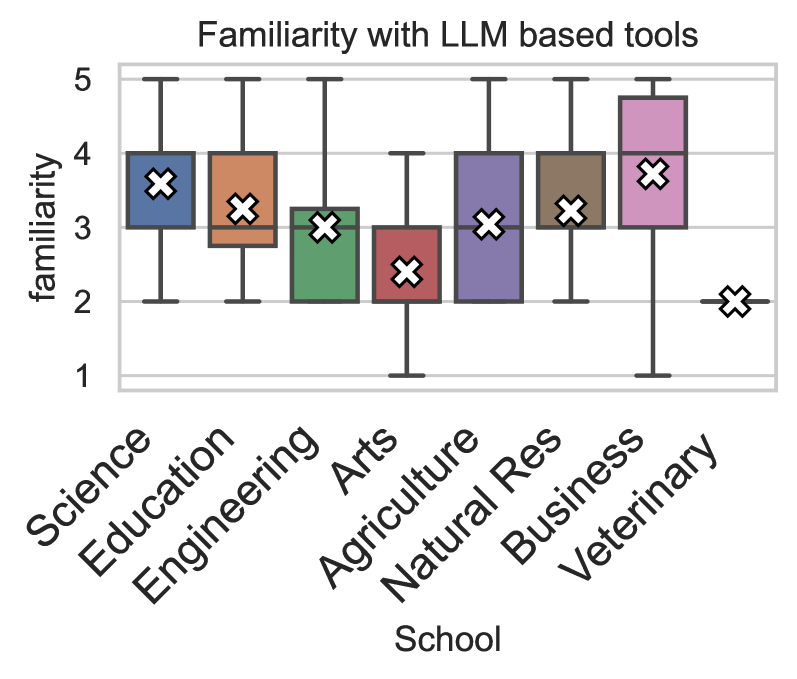 Familiarity with LLM based tools
familiarity
5
4
3
2
1
Science
Education
Engineering
Arts
Agriculture
Natural Res
Business
Veterinary
School